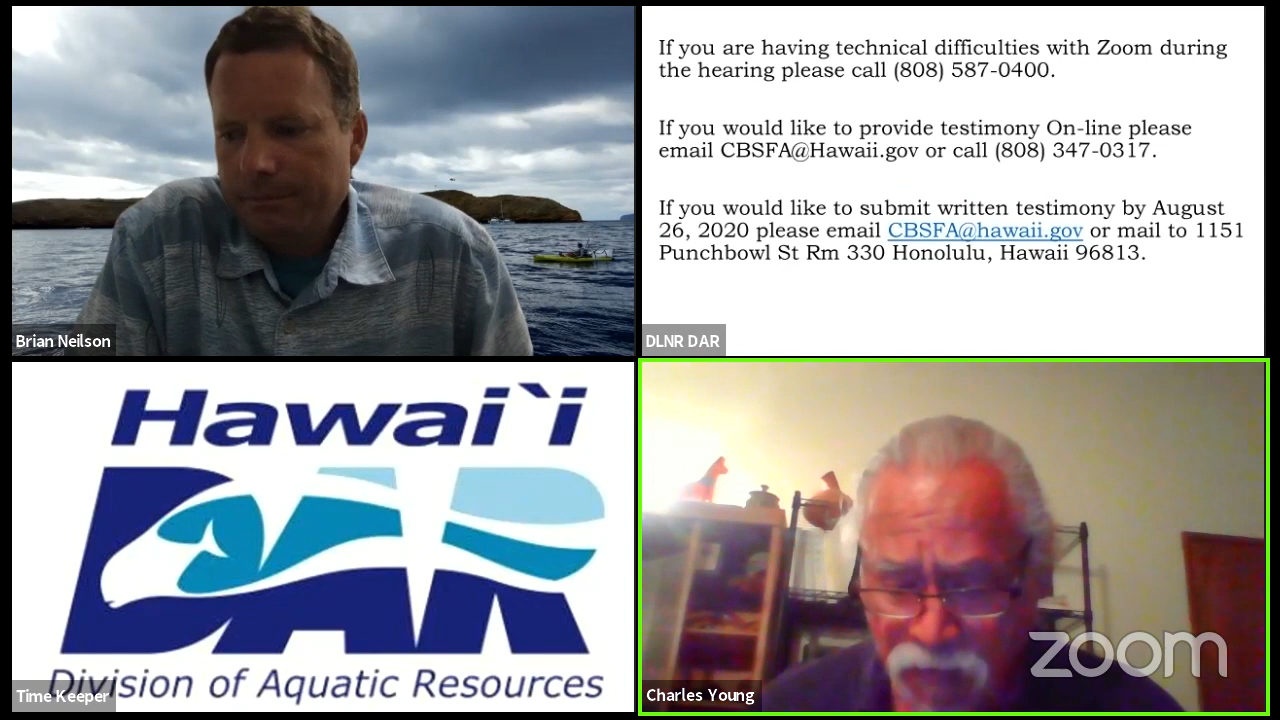 If you are having technical difficulties with Zoom during
the hearing please call (808) 587-0400.
If you would like to provide testimony On-line please
email CBSFA@Hawaii.gov or call (808) 347-0317.
If you would like to submit written testimony by August
26, 2020 please email CBSFA@hawaii.gov or mail to 1151
Punchbowl St Rm 330 Honolulu, Hawaii 96813.
Brian Neilson
DLNR DAR
Hawai`i
DAR
Division of Aquatic Resources
Time Keeper
zoom
Charles Young